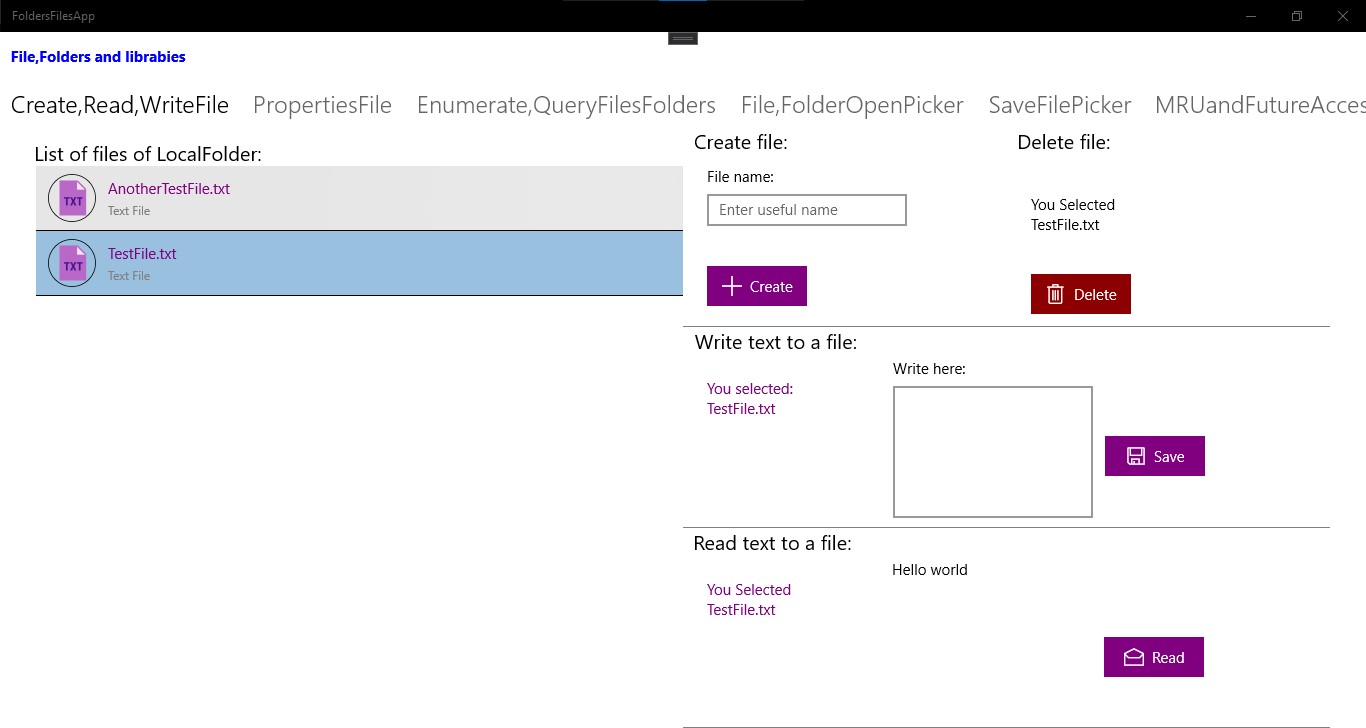 FoldersFilesApp
File,Folders and librabies
Create,Read,WriteFile PropertiesFile Enumerate,QueryFilesFolders File,FolderOpenPicker SaveFilePicker MRUandFutureAcces
List of files of LocalFolder:
TXT
AnotherTestFile.txt
Text File
TXT
TestFile.txt
Text File
Create file:
File name:
Enter useful name
Create
Delete file:
You Selected
TestFile.txt
Delete
Write text to a file:
You selected:
TestFile.txt
Write here:
Save
Read text to a file:
You Selected
TestFile.txt
Hello world
Read